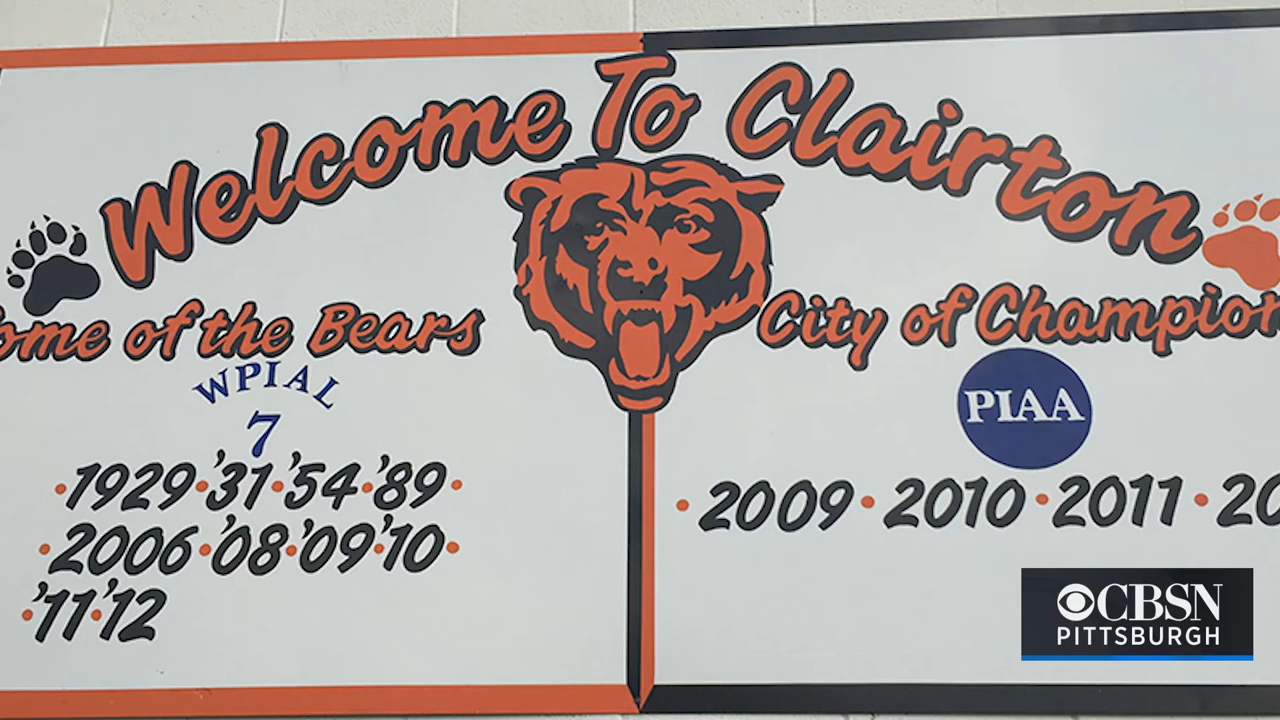 Welcome To Clairton
ome of the Bears
City of Champion
WPIAL
7
PIAA
•1929•'31•'54•'89•
•2006•'08•'09•'10•
•'11•'12
•2009•2010•2011•20
CBSN
PITTSBURGH